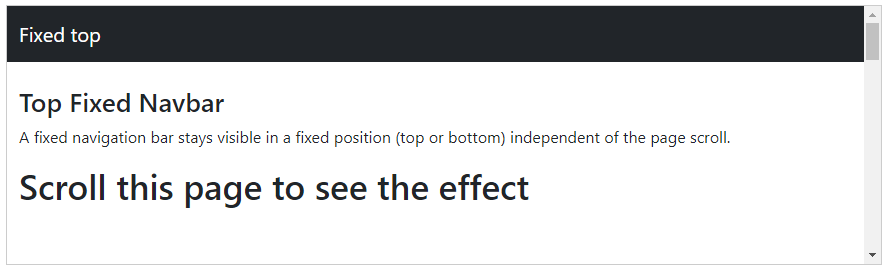 Fixed top
Top Fixed Navbar
A fixed navigation bar stays visible in a fixed position (top or bottom) independent of the page scroll.
Scroll this page to see the effect